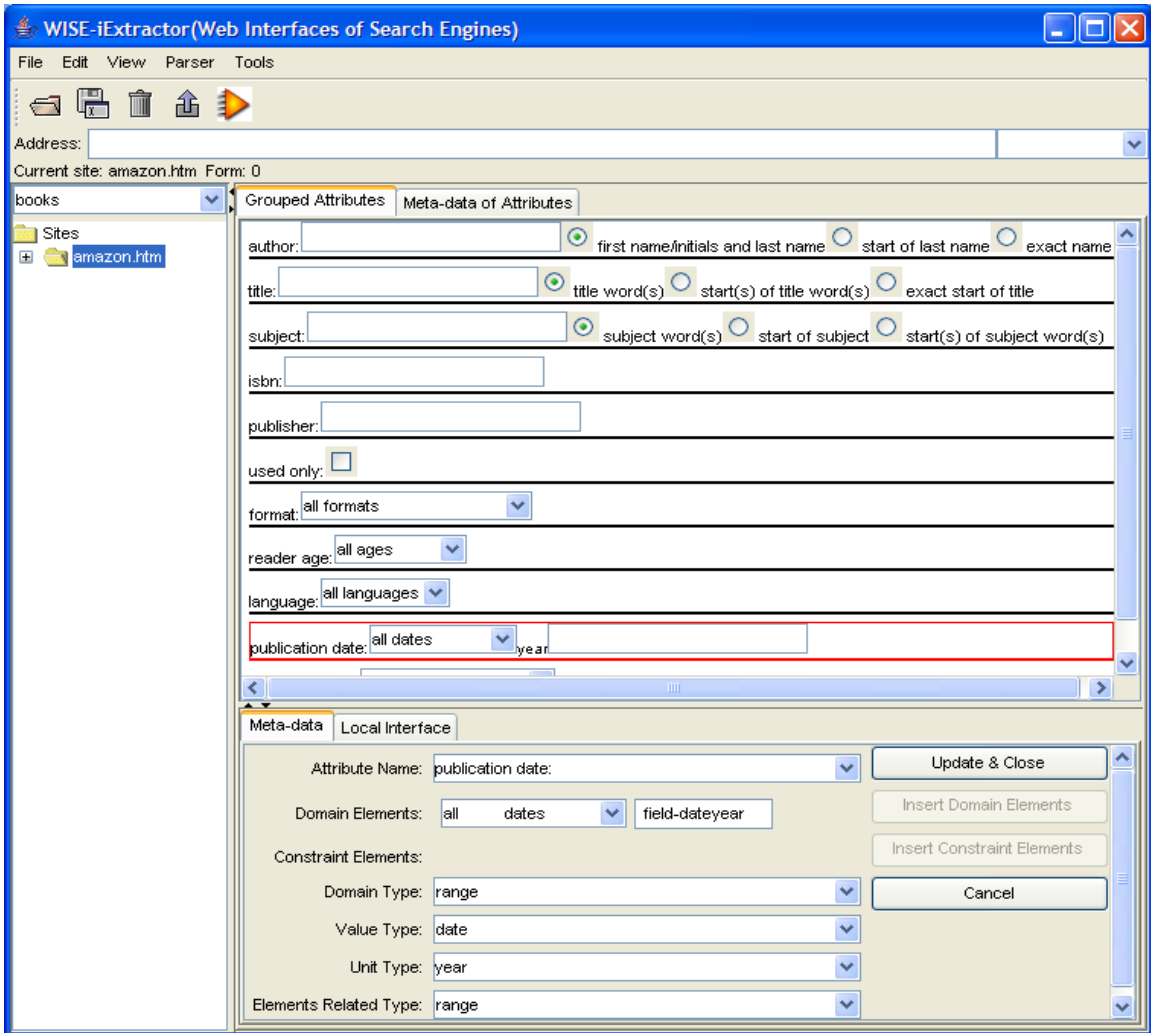 WISE-iExtractor(Web Interfaces of Search Engines)
File Edit View Parser Tools
Address:
Current site: amazon.htm Form: 0
books
Sites
amazon.htm
Grouped Attributes Meta-data of Attributes
author: first name/initials and last name start of last name exact name
title: title word(s) start(s) of title word(s) exact start of title
subject: subject word(s) start of subject start(s) of subject word(s)
isbn:
publisher:
used only:
format: all formats
reader age: all ages
language: all languages
publication date: all dates year
Meta-data Local Interface
Attribute Name: publication date: Update & Close
Domain Elements: all dates field-dateyear Insert Domain Elements
Constraint Elements: Insert Constraint Elements
Domain Type: range Cancel
Value Type: date
Unit Type: year
Elements Related Type: range